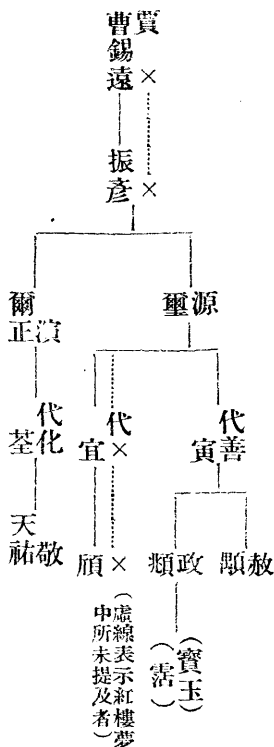 賈×
曹錫遠
×
振彥
源
璽
演
爾正
代善
寅
代×
宜
代化
荃
赦
顒
政
頫
×
頎
敬
天祐
(寶玉)
(霑)
(虛線表示紅樓夢
中所未提及者)